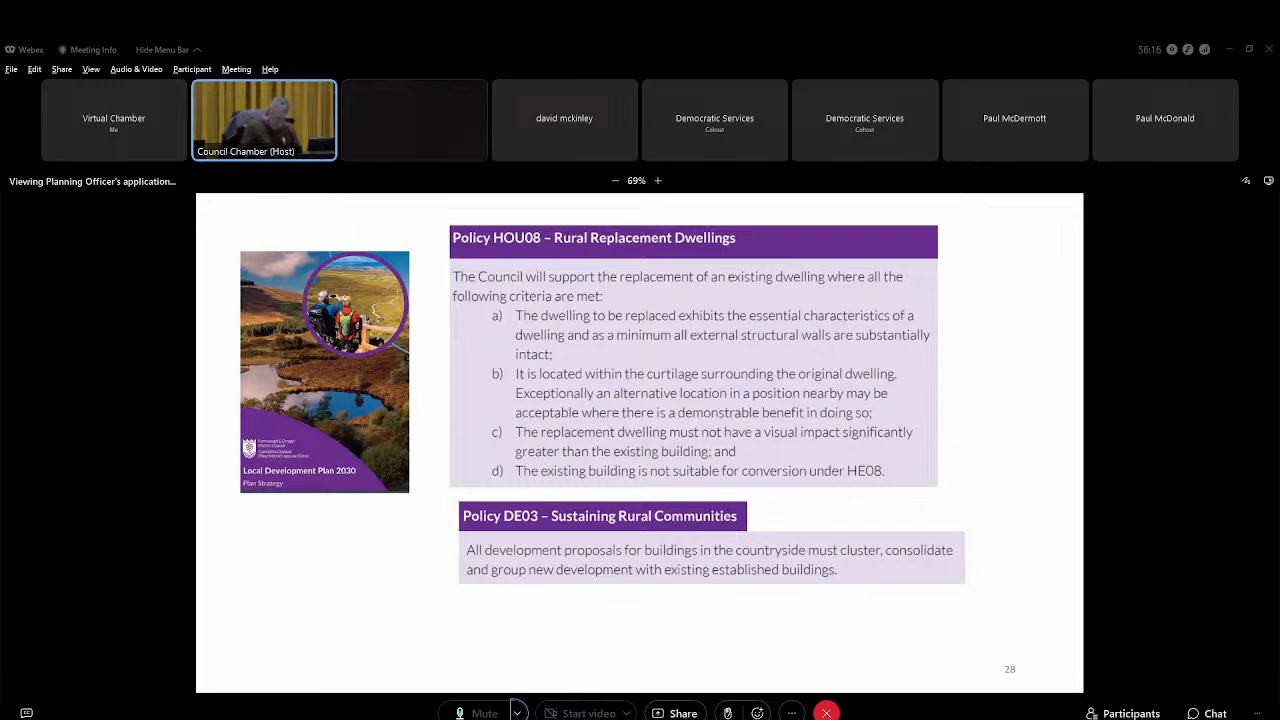 Webex Meeting Info Hide Menu Bar 56:16
File Edit Share View Audio & Video Participant Meeting Help
Virtual Chamber
Me
Council Chamber (Host)
david mckinley
Democratic Services
Cohost
Democratic Services
Cohost
Paul McDermott
Paul McDonald
Viewing Planning Officer's application...
69%
Policy HOU08 – Rural Replacement Dwellings
The Council will support the replacement of an existing dwelling where all the
following criteria are met:
a) The dwelling to be replaced exhibits the essential characteristics of a
dwelling and as a minimum all external structural walls are substantially
intact;
b) It is located within the curtilage surrounding the original dwelling.
Exceptionally an alternative location in a position nearby may be
acceptable where there is a demonstrable benefit in doing so;
c) The replacement dwelling must not have a visual impact significantly
greater than the existing building; and
d) The existing building is not suitable for conversion under HE08.
Local Development Plan 2030
Plan Strategy
Policy DE03 – Sustaining Rural Communities
All development proposals for buildings in the countryside must cluster, consolidate
and group new development with existing established buildings.
28
Mute Start video Share Participants Chat